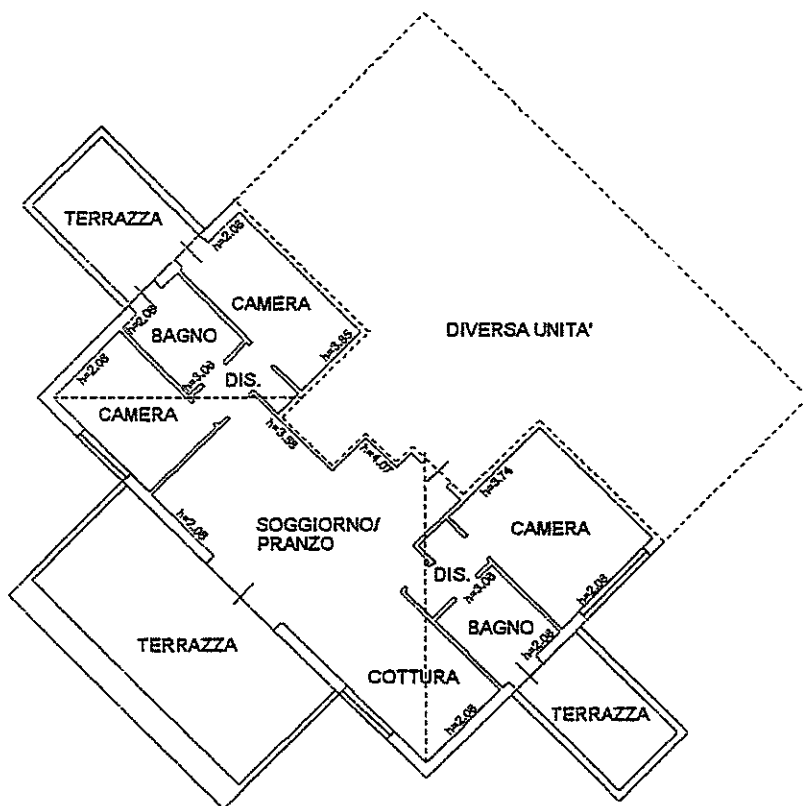 TERRAZZA
h=2.08
CAMERA
h=2.08
BAGNO
DIVERSA UNITA'
h=2.08
h=3.08
DIS.
h=3.85
CAMERA
h=3.58
h=4.07
h=3.74
CAMERA
h=2.08
SOGGIORNO/
PRANZO
DIS.
h=3.08
h=2.08
BAGNO
h=2.08
TERRAZZA
COTTURA
h=2.08
TERRAZZA